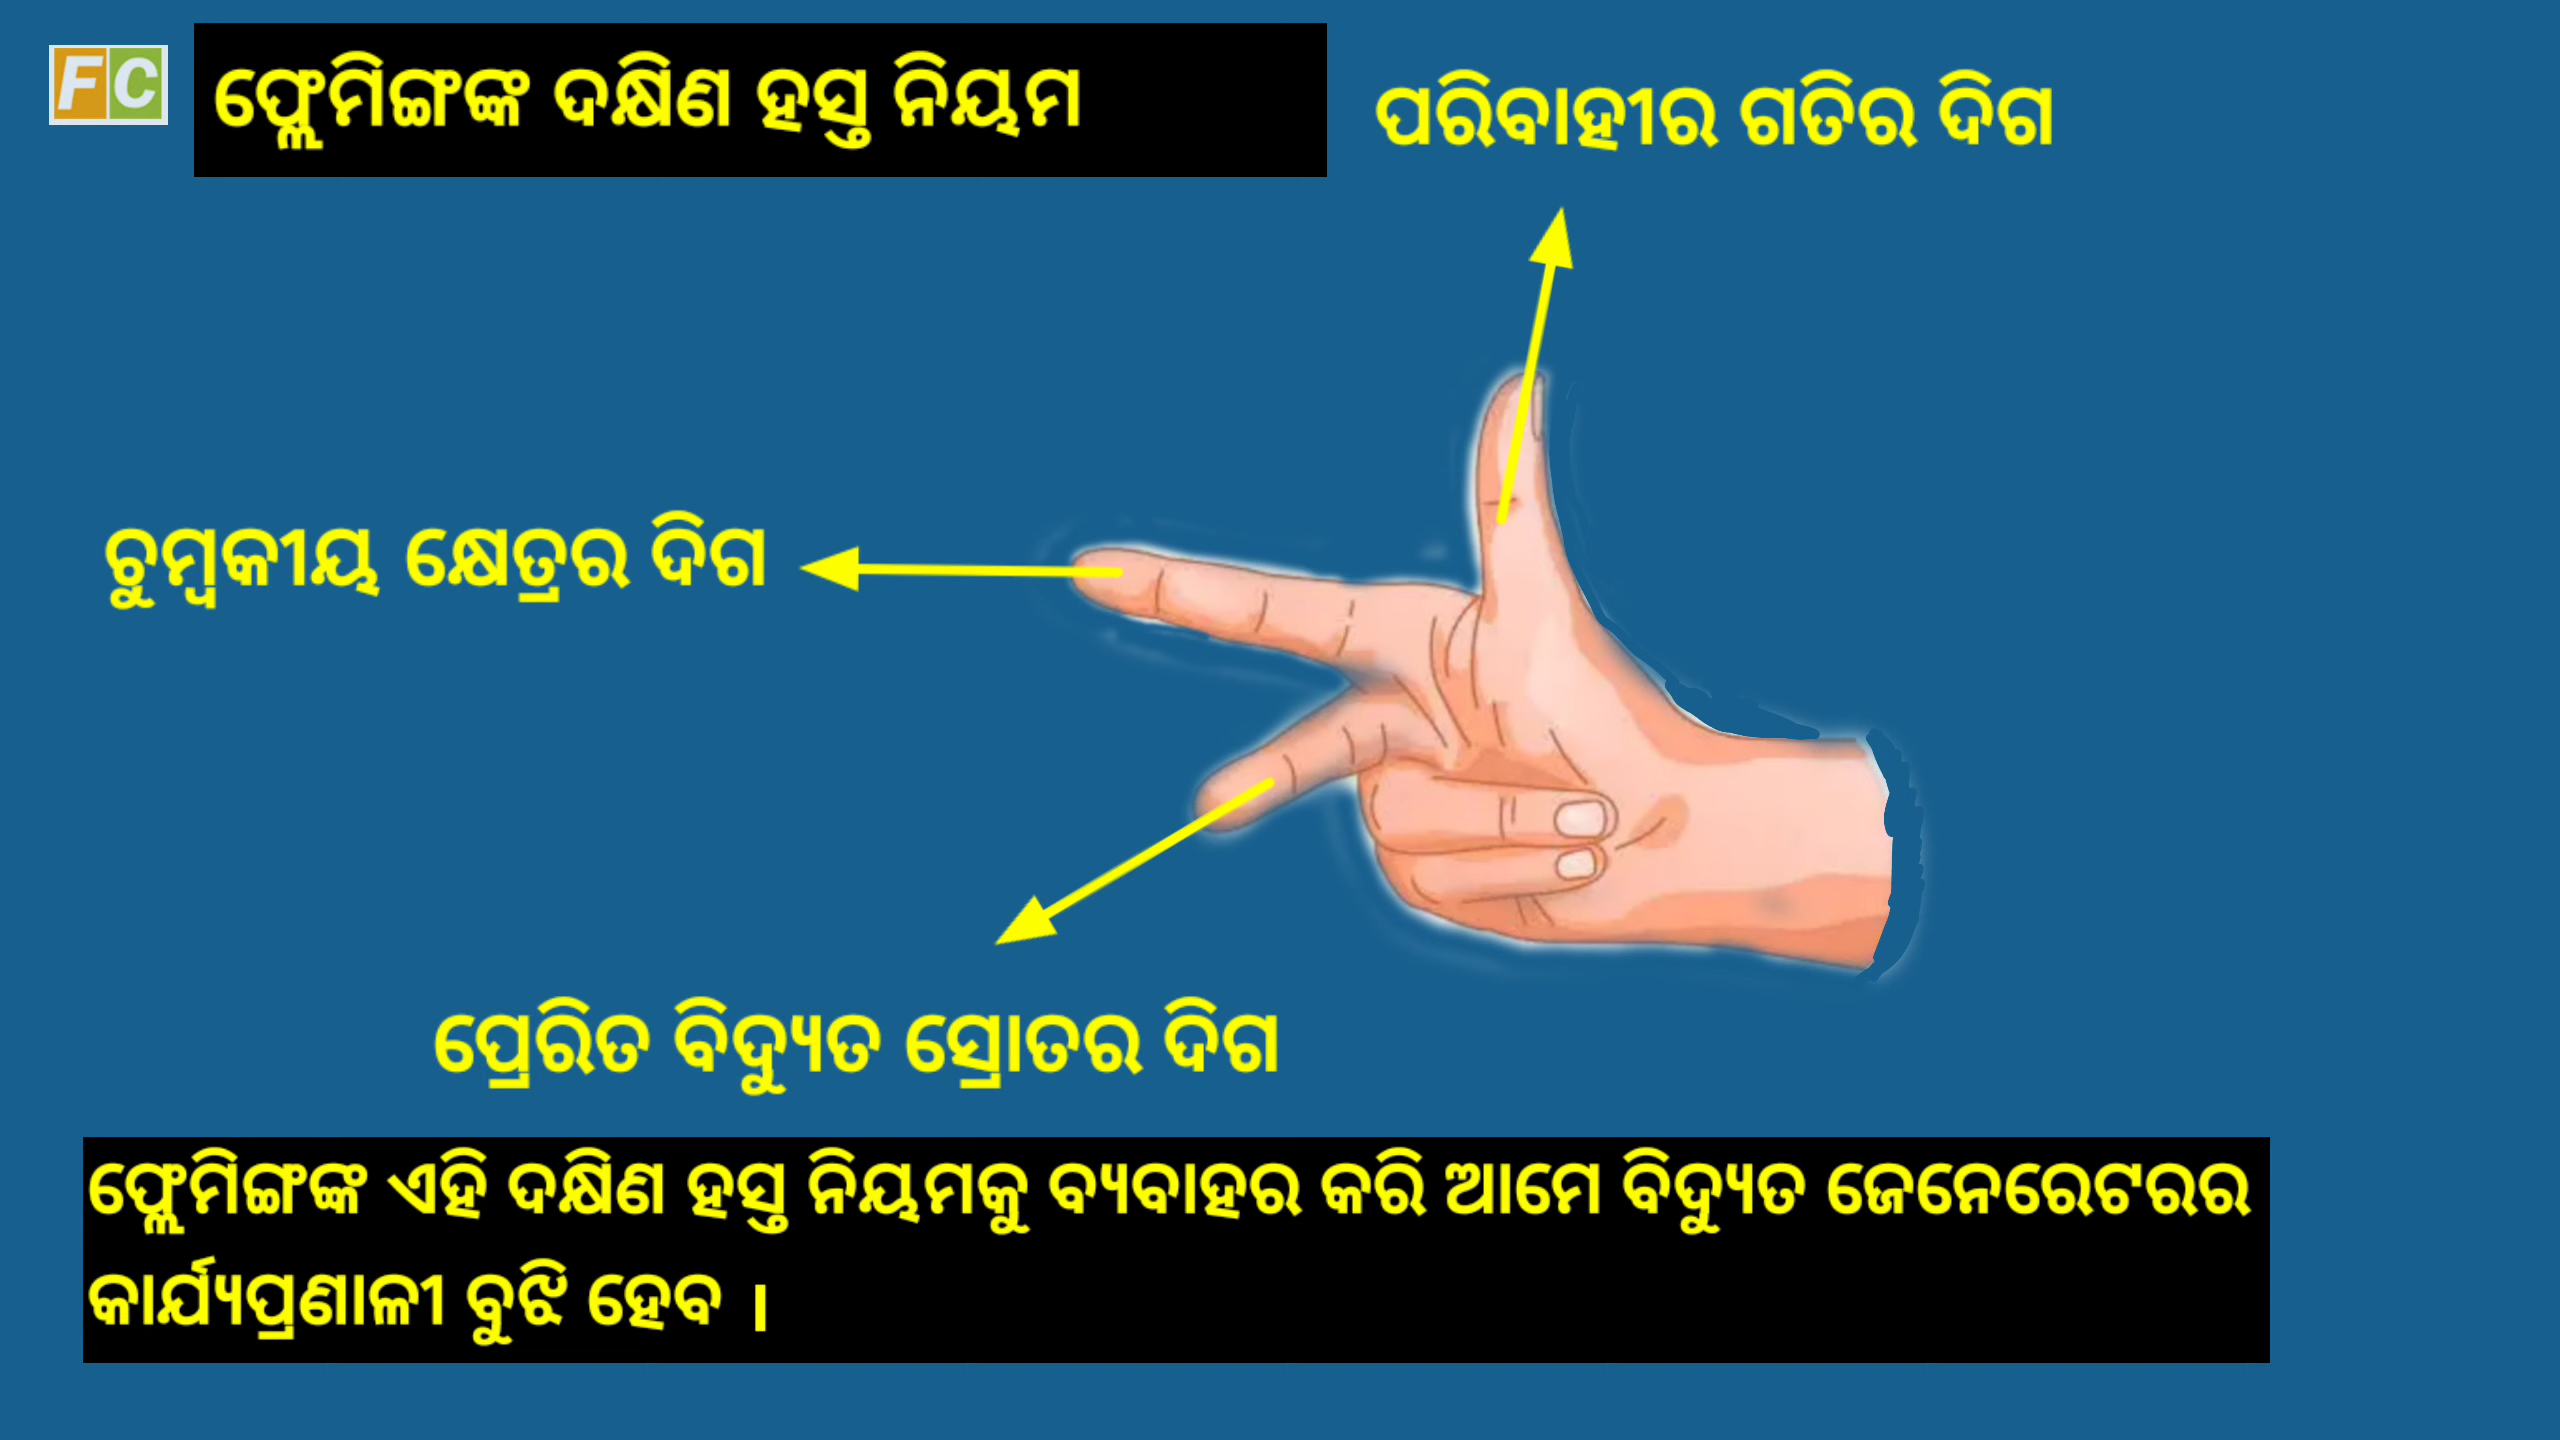 FC
ଫ୍ଲେମିଙ୍ଗଙ୍କ ଦକ୍ଷିଣ ହସ୍ତ ନିୟମ
ପରିବାହୀର ଗତିର ଦିଗ
ଚୁମ୍ବକୀୟ କ୍ଷେତ୍ରର ଦିଗ
ପ୍ରେରିତ ବିଦ୍ୟୁତ ସ୍ରୋତର ଦିଗ
ଫ୍ଲେମିଙ୍ଗଙ୍କ ଏହି ଦକ୍ଷିଣ ହସ୍ତ ନିୟମକୁ ବ୍ୟବାହର କରି ଆମେ ବିଦ୍ୟୁତ ଜେନେରେଟରର
କାର୍ଯ୍ୟପ୍ରଣାଳୀ ବୁଝି ହେବ ।